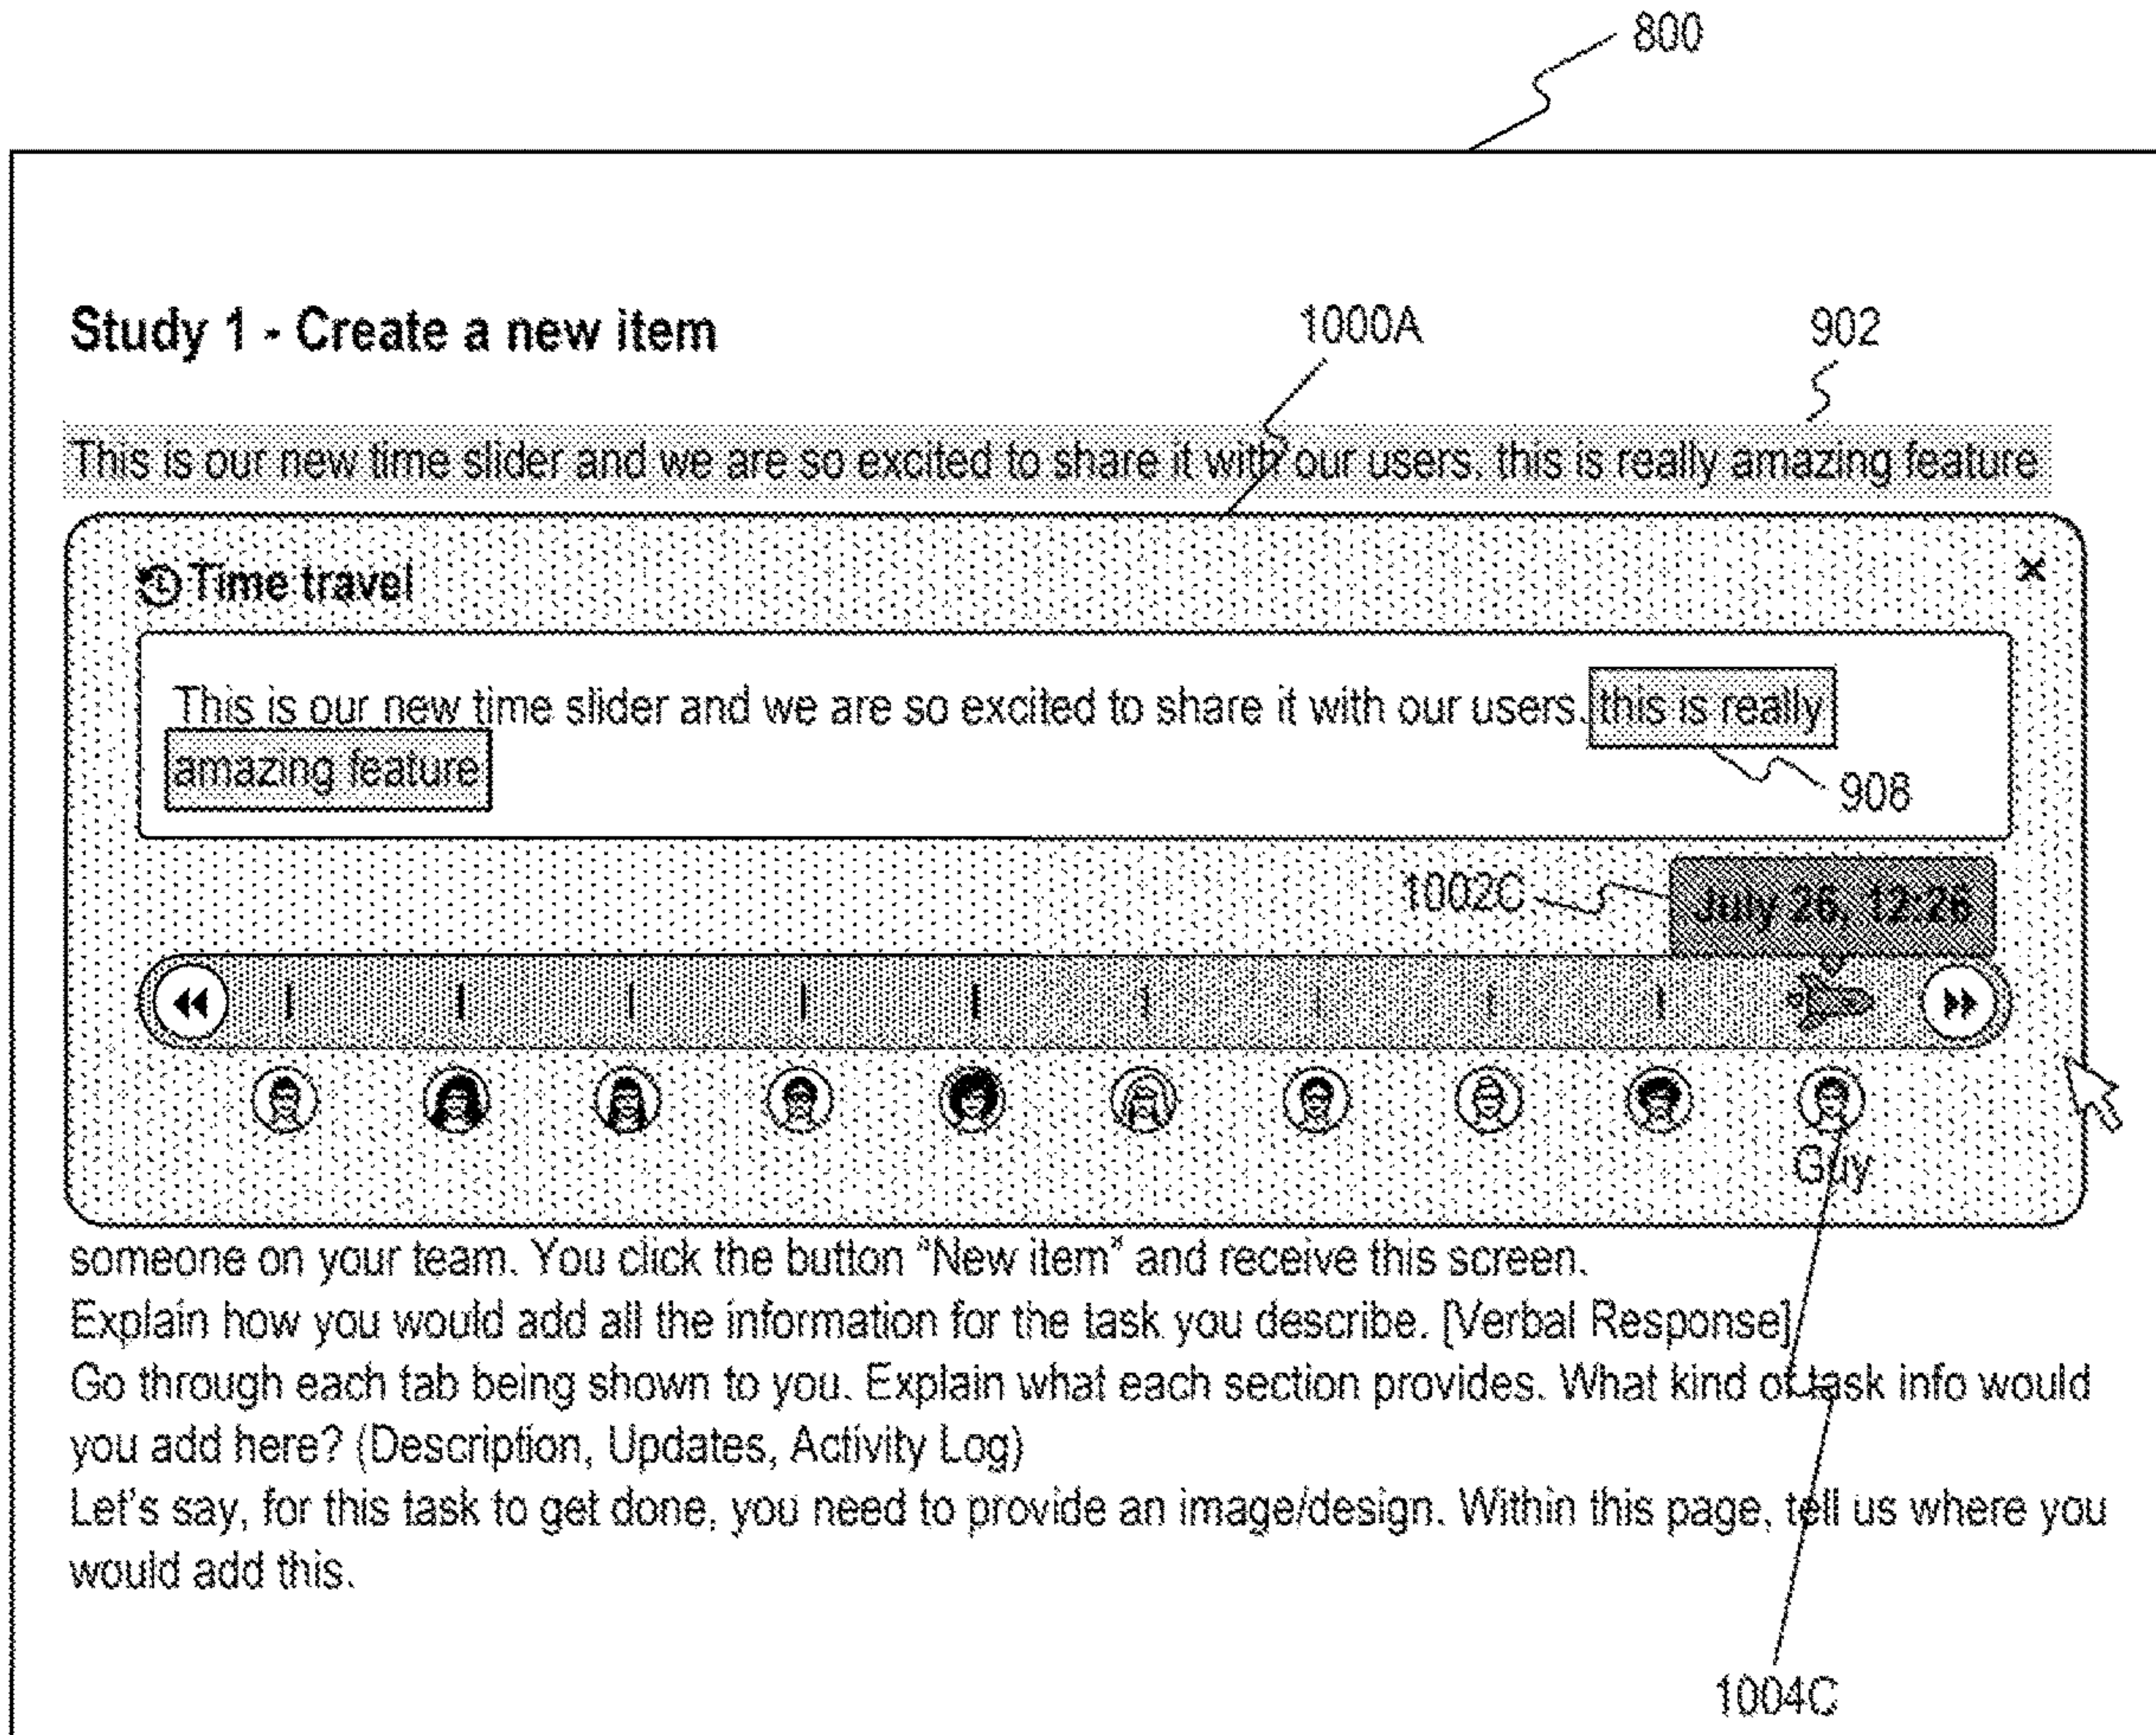 800
Study 1 - Create a new item
1000A
902
This is our new time slider and we are so excited to share it with our users. this is really amazing feature
Time travel
×
This is our new time slider and we are so excited to share it with our users. this is really
amazing feature
908
1002C
July 26, 12:26
Guy
someone on your team. You click the button "New item" and receive this screen.
Explain how you would add all the information for the task you describe. [Verbal Response]
Go through each tab being shown to you. Explain what each section provides. What kind of task info would
you add here? (Description, Updates, Activity Log)
Let's say, for this task to get done, you need to provide an image/design. Within this page, tell us where you
would add this.
1004C